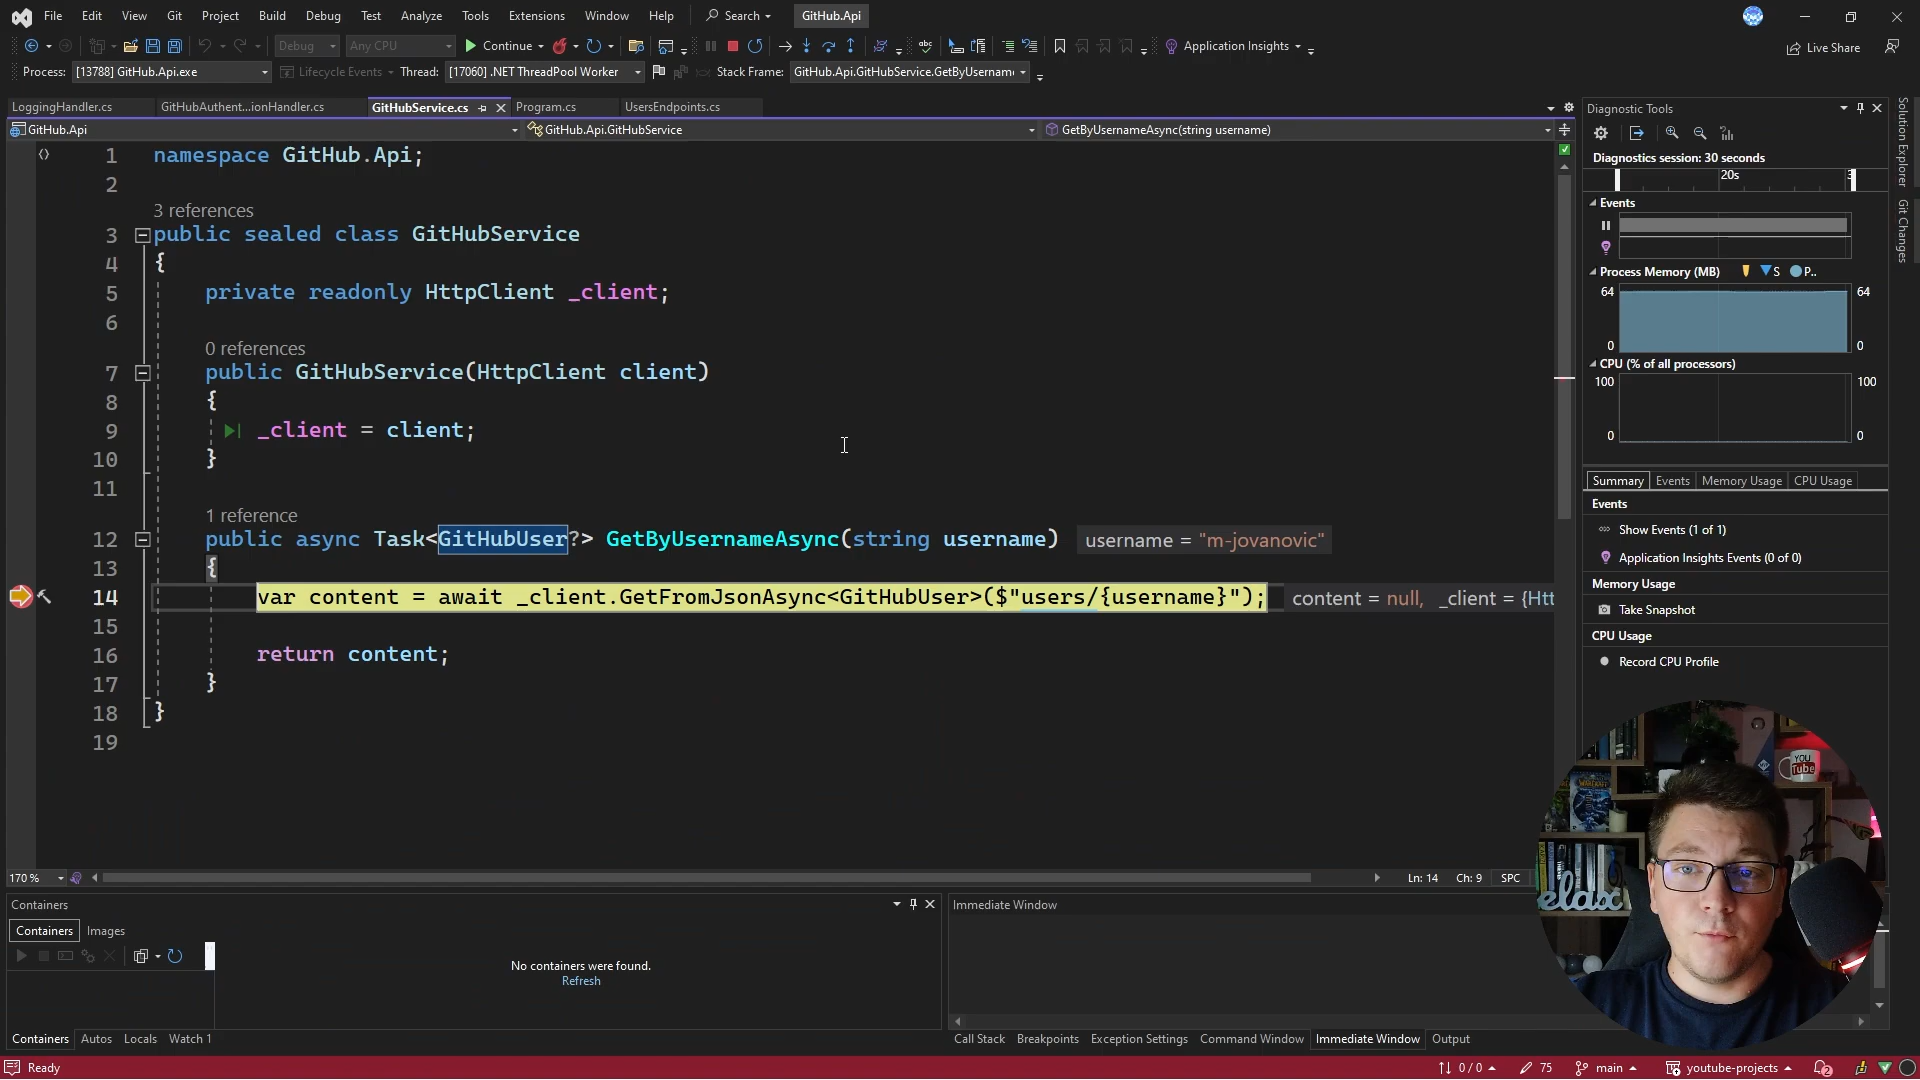 File Edit View Git Project Build Debug Test Analyze Tools Extensions Window Help Search GitHub.Api
Debug Any CPU Continue abc Application Insights Live Share
Process: [13788] GitHub.Api.exe Lifecycle Events Thread: [17060] .NET ThreadPool Worker Stack Frame: GitHub.Api.GitHubService.GetByUsernam
LoggingHandler.cs GitHubAuthent...ionHandler.cs GitHubService.cs Program.cs UsersEndpoints.cs
GitHub.Api GitHub.Api.GitHubService GetByUsernameAsync(string username)
1 namespace GitHub.Api;
2
3 references
3 public sealed class GitHubService
4 {
5 private readonly HttpClient _client;
6
0 references
7 public GitHubService(HttpClient client)
8 {
9 _client = client;
10 }
11
1 reference
12 public async Task<GitHubUser?> GetByUsernameAsync(string username) username = "m-jovanovic"
13 {
14 var content = await _client.GetFromJsonAsync<GitHubUser>($"users/{username}"); content = null, _client = {Htt
15
16 return content;
17 }
18 }
19
170 % Ln: 14 Ch: 9 SPC
Diagnostic Tools
Diagnostics session: 30 seconds
20s
Events
Process Memory (MB) S P..
64 64
0 0
CPU (% of all processors)
100 100
0 0
Summary Events Memory Usage CPU Usage
Events
Show Events (1 of 1)
Application Insights Events (0 of 0)
Memory Usage
Take Snapshot
CPU Usage
Record CPU Profile
Solution Explorer
Git Changes
YOU
Tube
elax
Containers
Containers Images
No containers were found.
Refresh
Containers Autos Locals Watch 1
Immediate Window
Call Stack Breakpoints Exception Settings Command Window Immediate Window Output
Ready 0 / 0 75 main youtube-projects 2